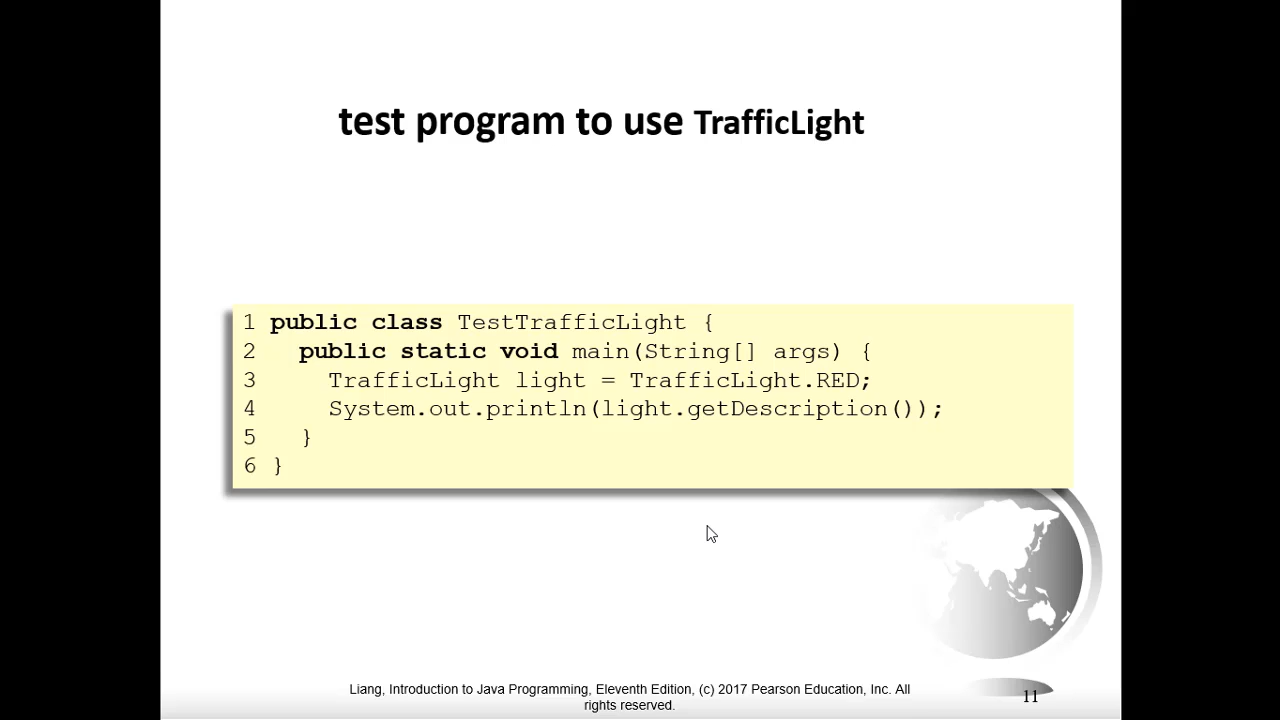 test program to use TrafficLight
1 public class TestTrafficLight {
2   public static void main(String[] args) {
3     TrafficLight light = TrafficLight.RED;
4     System.out.println(light.getDescription());
5   }
6 }
Liang, Introduction to Java Programming, Eleventh Edition, (c) 2017 Pearson Education, Inc. All
rights reserved.
11